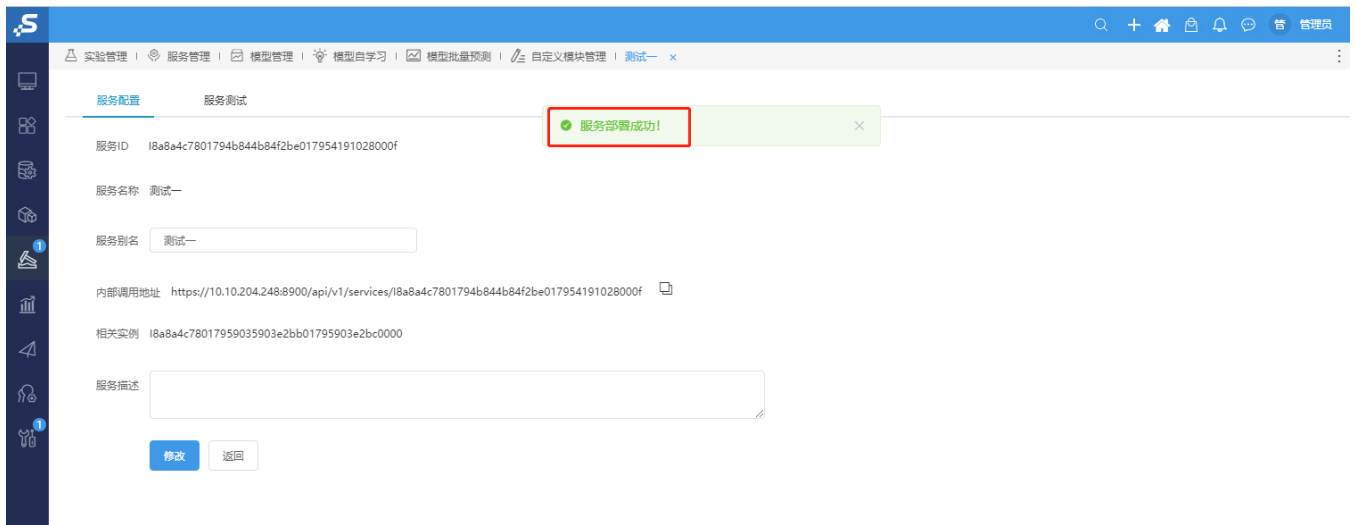 S
管 管理员
实验管理 服务管理 模型管理 模型自学习 模型批量预测 自定义模块管理 测试一 ×
服务配置 服务测试
服务部署成功!
服务ID I8a8a4c7801794b844b84f2be017954191028000f
服务名称 测试一
服务别名 测试一
1
内部调用地址 https://10.10.204.248:8900/api/v1/services/I8a8a4c7801794b844b84f2be017954191028000f
相关实例 I8a8a4c78017959035903e2bb01795903e2bc0000
服务描述
1
修改 返回